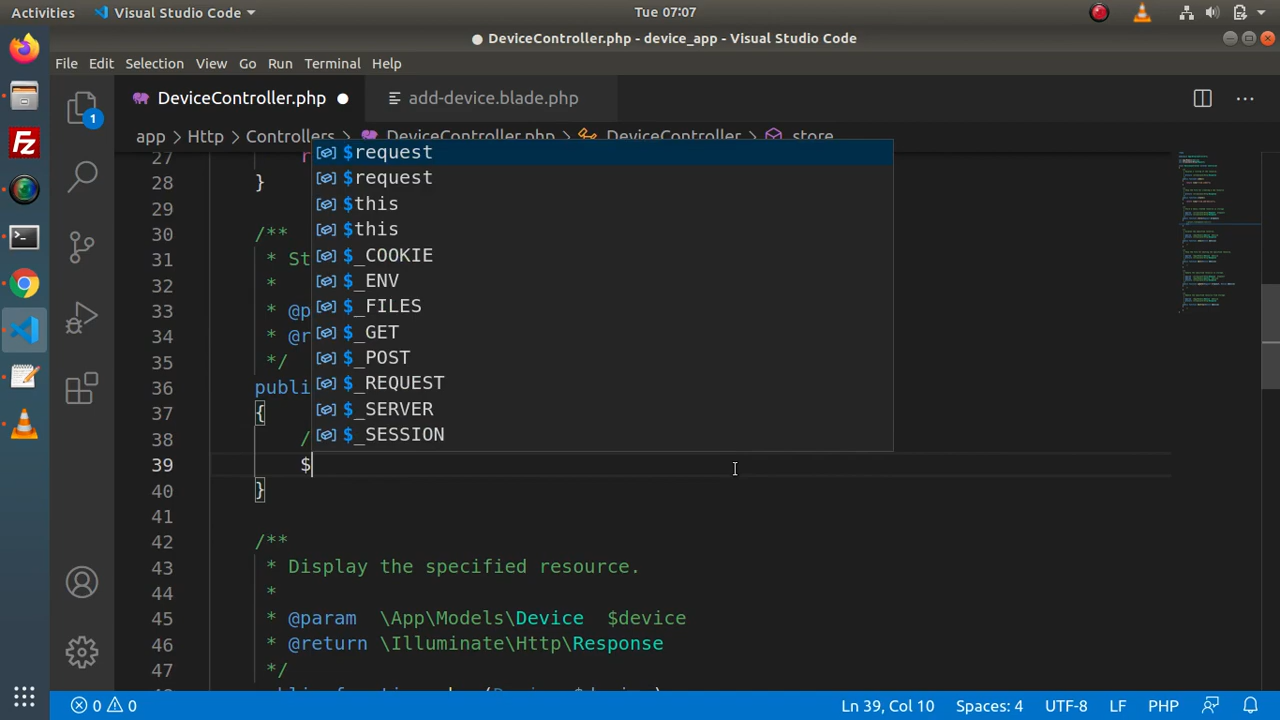 Activities
Visual Studio Code
Tue 07:07
● DeviceController.php - device_app - Visual Studio Code
File Edit Selection View Go Run Terminal Help
DeviceController.php
add-device.blade.php
app > Http > Controllers > DeviceController.php > DeviceController > store
27
28 }
29
30 /**
31 * St
32 *
33 * @p
34 * @r
35 */
36 publi
37 {
38 /
39 $
40 }
41
42 /**
43 * Display the specified resource.
44 *
45 * @param \App\Models\Device $device
46 * @return \Illuminate\Http\Response
47 */
$request
$request
$this
$this
$_COOKIE
$_ENV
$_FILES
$_GET
$_POST
$_REQUEST
$_SERVER
$_SESSION
1
Fz
0 0
Ln 39, Col 10
Spaces: 4
UTF-8
LF
PHP